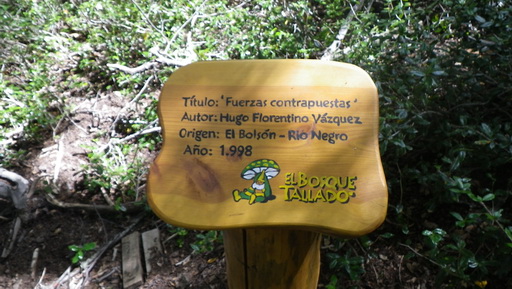 Título: 'Fuerzas contrapuestas'
Autor: Hugo Florentino Vázquez
Origen: El Bolsón - Río Negro
Año: 1.998
EL BOSQUE
TALLADO